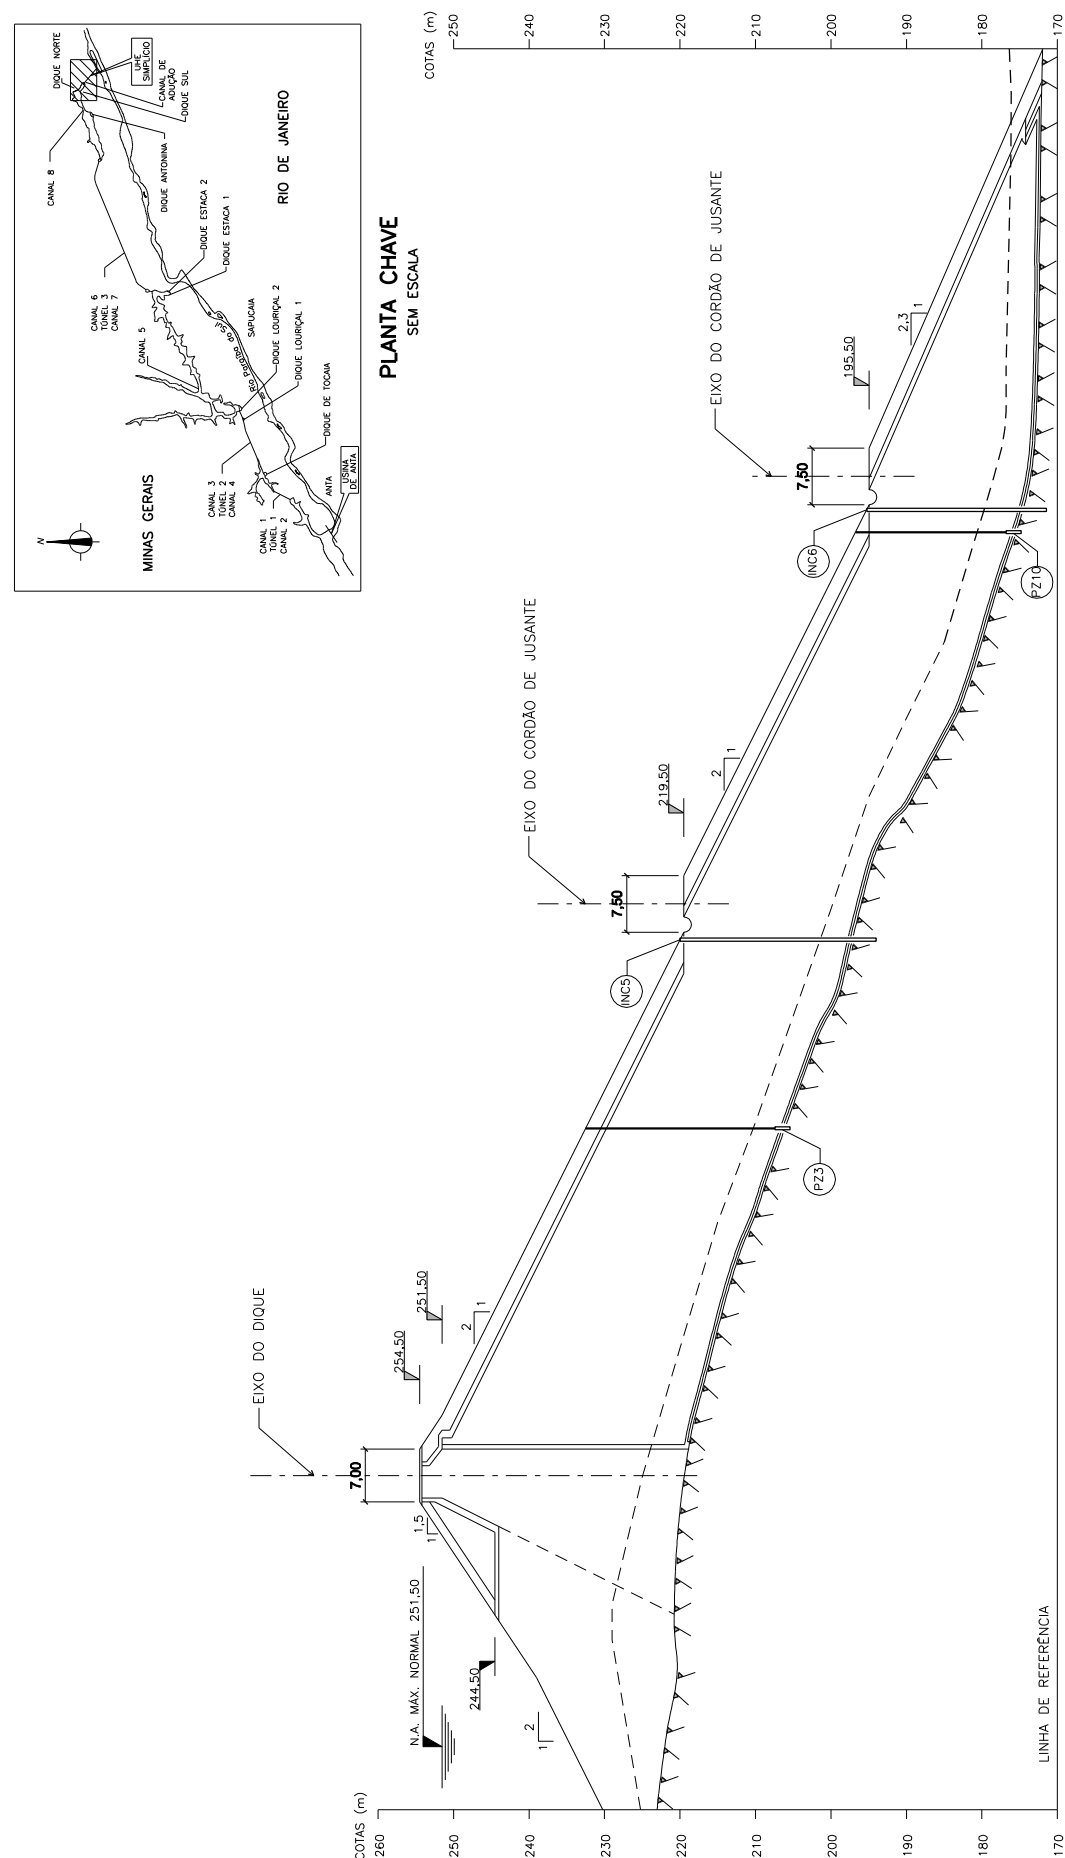 PLANTA CHAVE
SEM ESCALA
N
MINAS GERAIS
RIO DE JANEIRO
CANAL 1
TÚNEL 1
CANAL 2
CANAL 3
TÚNEL 2
CANAL 4
CANAL 5
CANAL 6
TÚNEL 3
CANAL 7
CANAL 8
DIQUE NORTE
UHE
SIMPLÍCIO
CANAL DE
ADUÇÃO
DIQUE SUL
DIQUE ANTONINA
DIQUE ESTACA 2
DIQUE ESTACA 1
SAPUCAIA
Rio Paraíba do Sul
DIQUE LOURIÇAL 2
DIQUE LOURIÇAL 1
DIQUE DE TOCAIA
ANTA
USINA
DE ANTA
COTAS (m)
260
250
240
230
220
210
200
190
180
170
N.A. MÁX. NORMAL 251,50
244,50
1
2
1,5
1
EIXO DO DIQUE
7,00
254,50
251,50
2
1
PZ3
INC5
EIXO DO CORDÃO DE JUSANTE
7,50
219,50
2
1
PZ10
INC6
EIXO DO CORDÃO DE JUSANTE
7,50
195,50
2,3
1
COTAS (m)
250
240
230
220
210
200
190
180
170
LINHA DE REFERÊNCIA